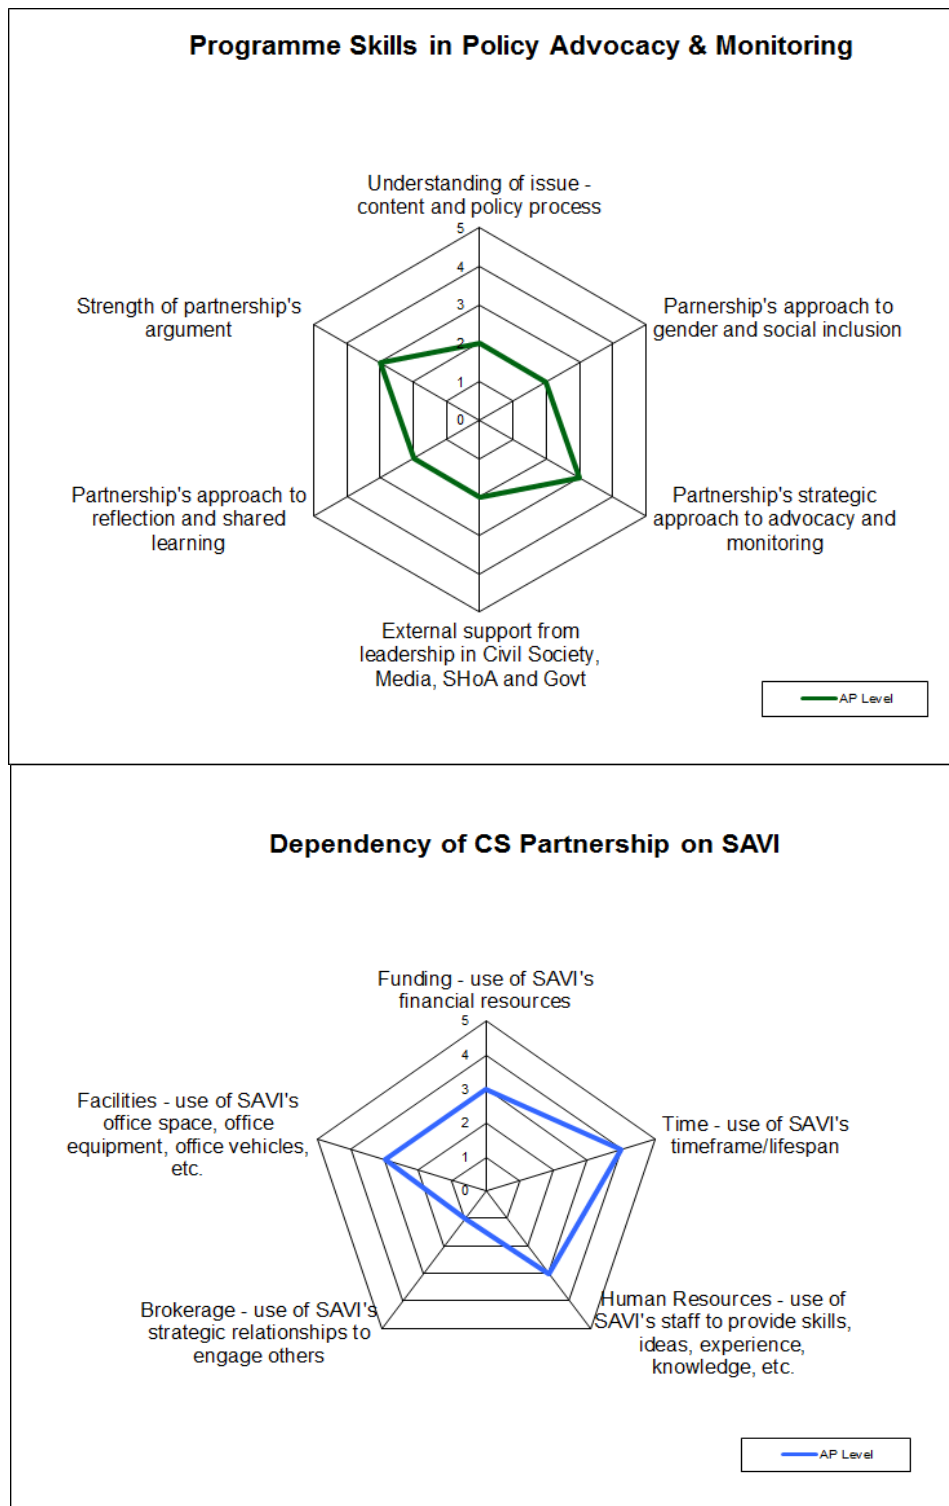 Programme Skills in Policy Advocacy & Monitoring
Understanding of issue -
content and policy process
5
4
3
2
1
0
Strength of partnership's
argument
Parnership's approach to
gender and social inclusion
Partnership's approach to
reflection and shared
learning
Partnership's strategic
approach to advocacy and
monitoring
External support from
leadership in Civil Society,
Media, SHoA and Govt
AP Level
Dependency of CS Partnership on SAVI
Funding - use of SAVI's
financial resources
5
4
3
2
1
0
Facilities - use of SAVI's
office space, office
equipment, office vehicles,
etc.
Time - use of SAVI's
timeframe/lifespan
Brokerage - use of SAVI's
strategic relationships to
engage others
Human Resources - use of
SAVI's staff to provide skills,
ideas, experience,
knowledge, etc.
AP Level